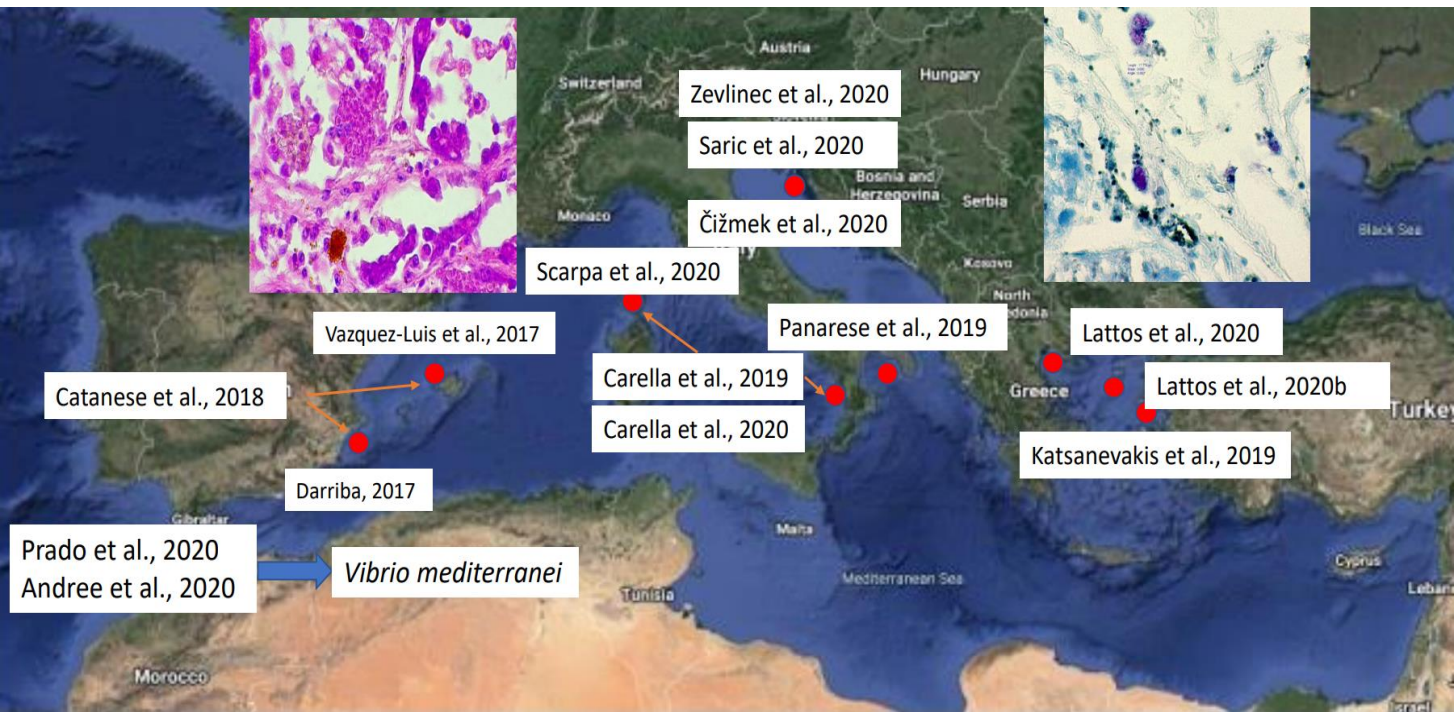 Austria
Switzerland
Hungary
Zevlinec et al., 2020
Saric et al., 2020
Bosnia and
Herzegovina
Serbia
Monaco
Čižmek et al., 2020
Black Sea
Kosovo
Scarpa et al., 2020
North
Vazquez-Luis et al., 2017
Panarese et al., 2019
Lattos et al., 2020
Catanese et al., 2018
Carella et al., 2019
Greece
Lattos et al., 2020b
Turkey
Carella et al., 2020
Katsanevakis et al., 2019
Darriba, 2017
Gibraltar
Malta
Prado et al., 2020
Andree et al., 2020
Vibrio mediterranei
Mediterranean Sea
Cyprus
Tunisia
Morocco
Israel